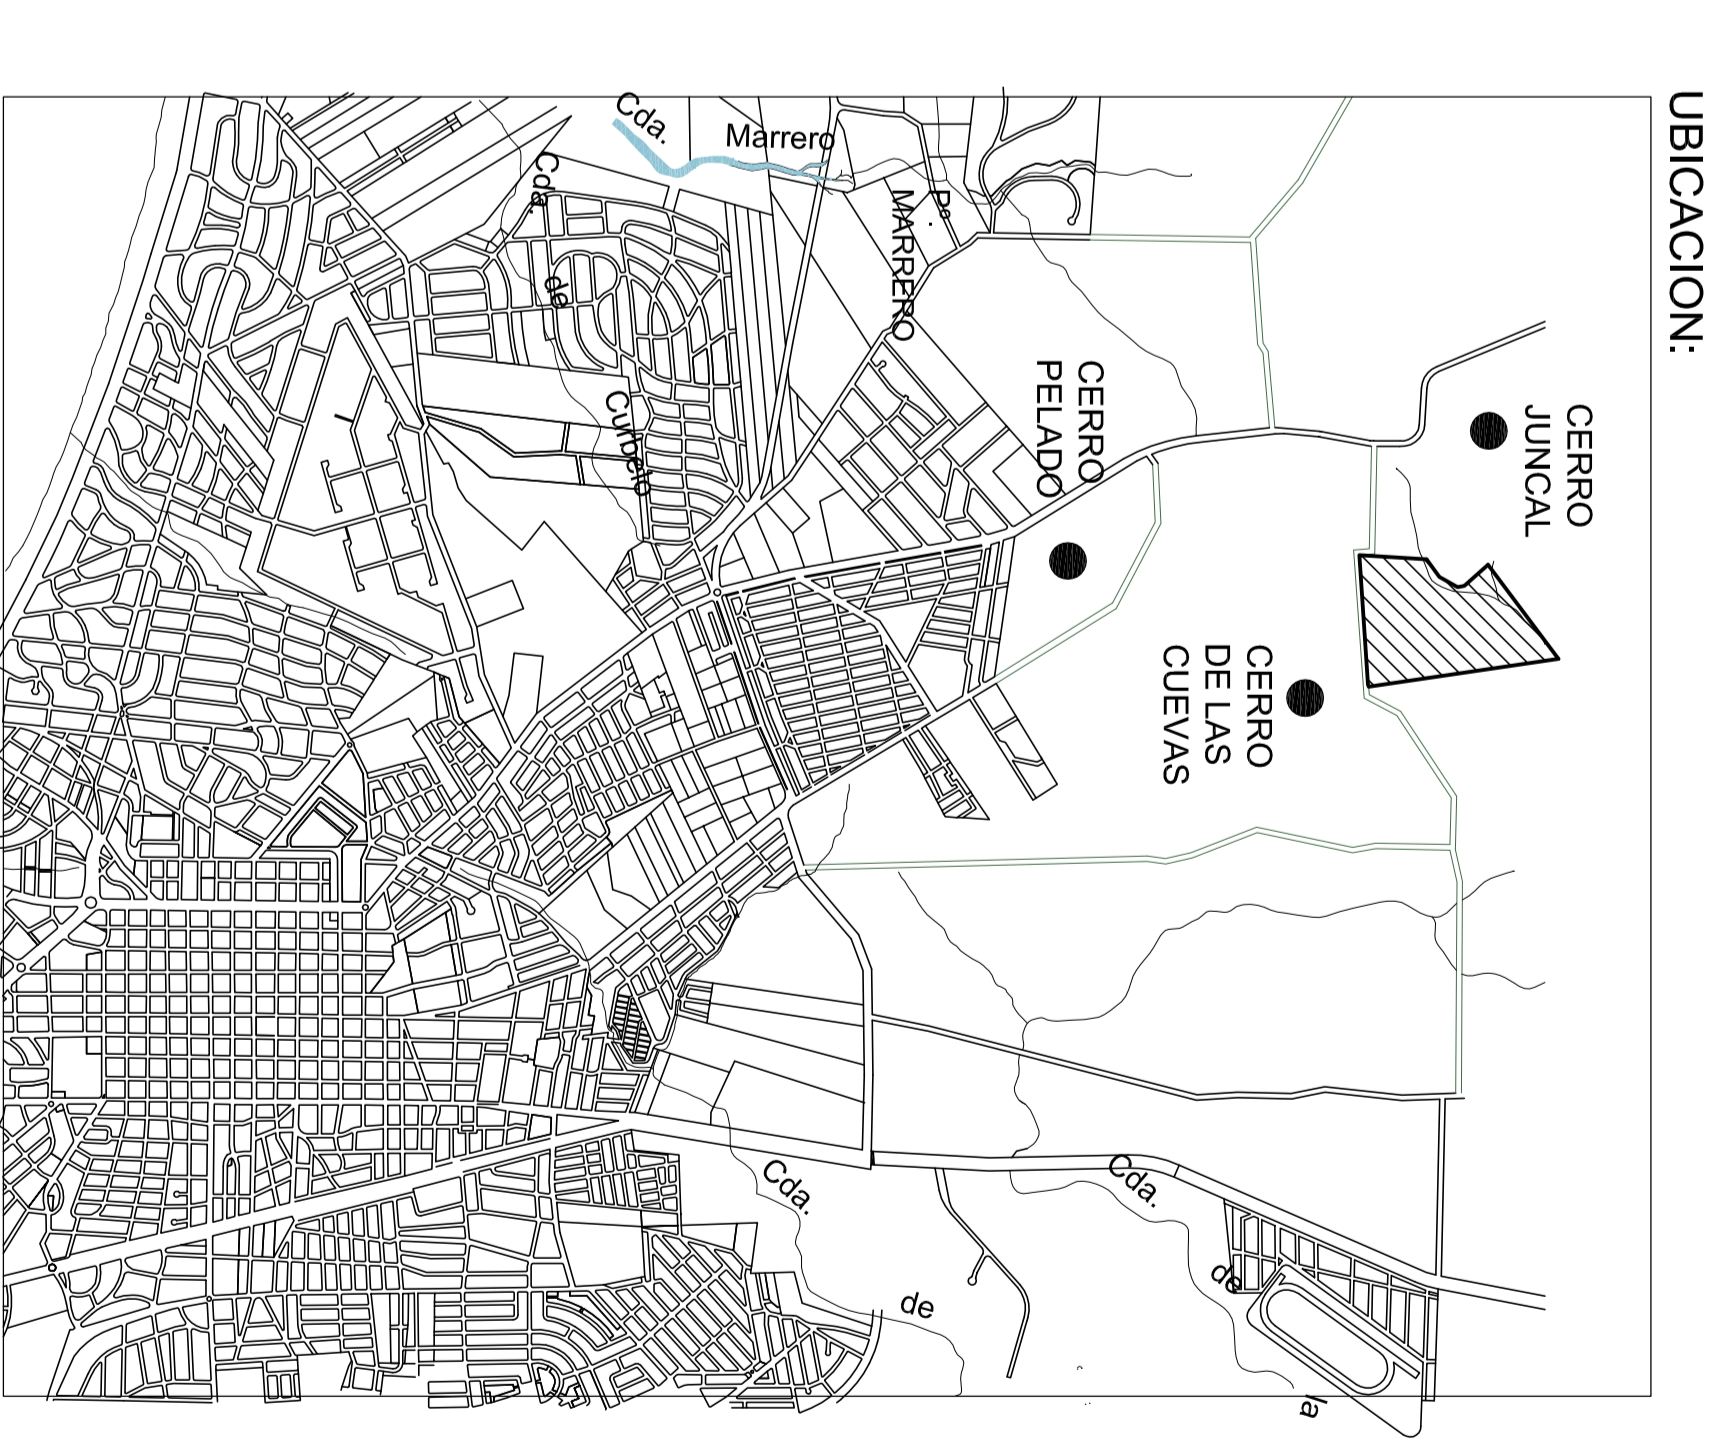 UBICACION:
CERRO
JUNCAL
CERRO
PELADO
CERRO
DE LAS
CUEVAS
Pº.
MARRERO
Cda.
Marrero
Cda.
de
Curbelo
Cda.
de
la
Cda.
de